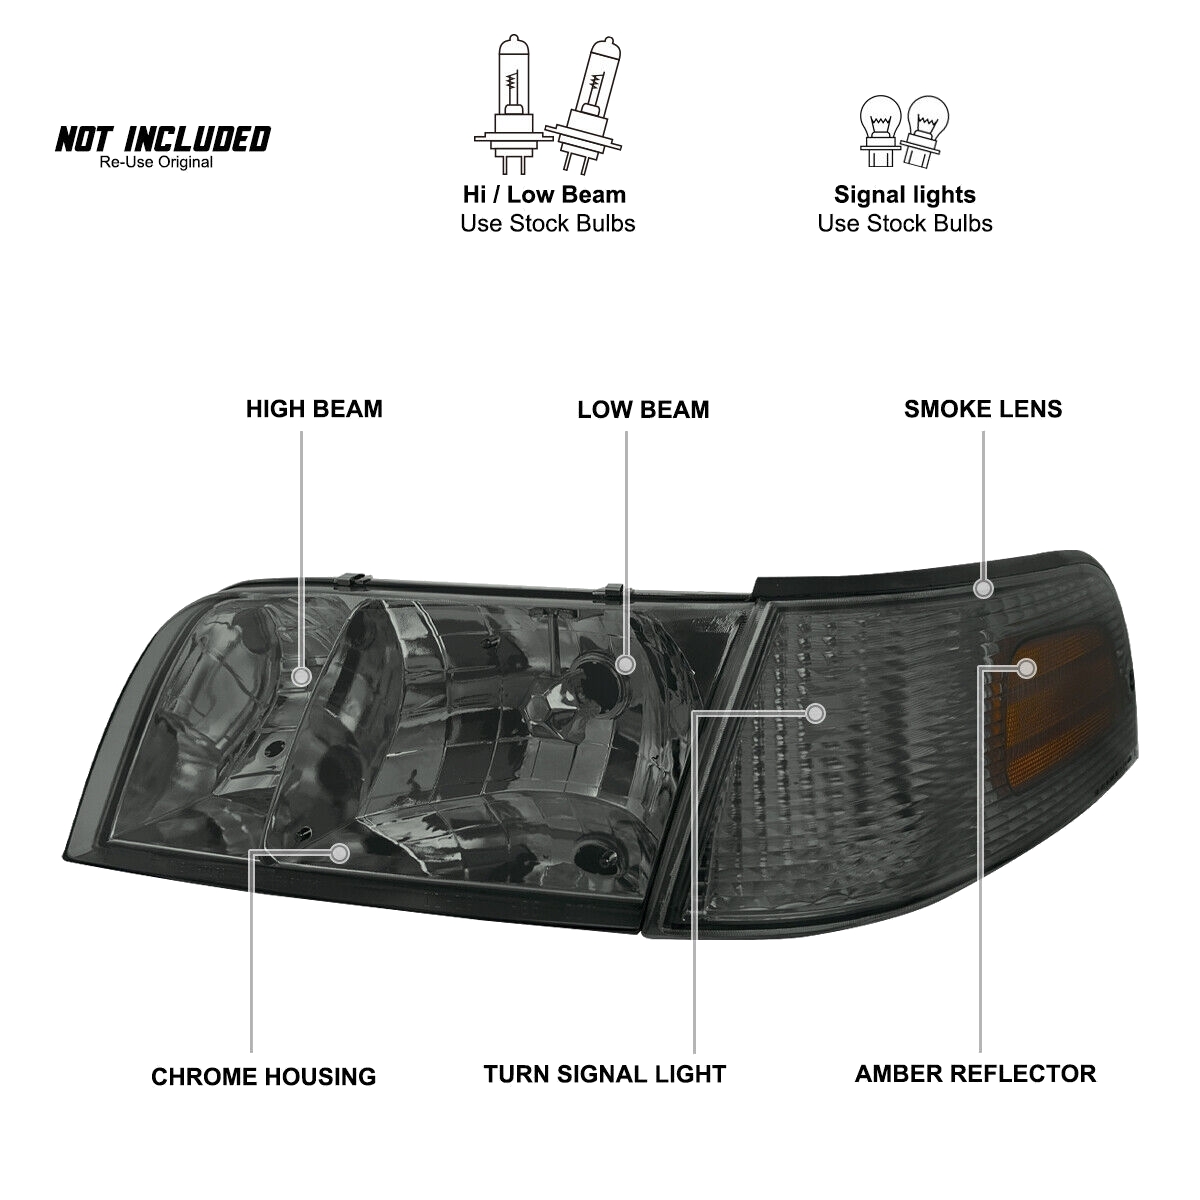 NOT INCLUDED
Re-Use Original
Hi / Low Beam
Use Stock Bulbs
Signal lights
Use Stock Bulbs
HIGH BEAM
LOW BEAM
SMOKE LENS
CHROME HOUSING
TURN SIGNAL LIGHT
AMBER REFLECTOR